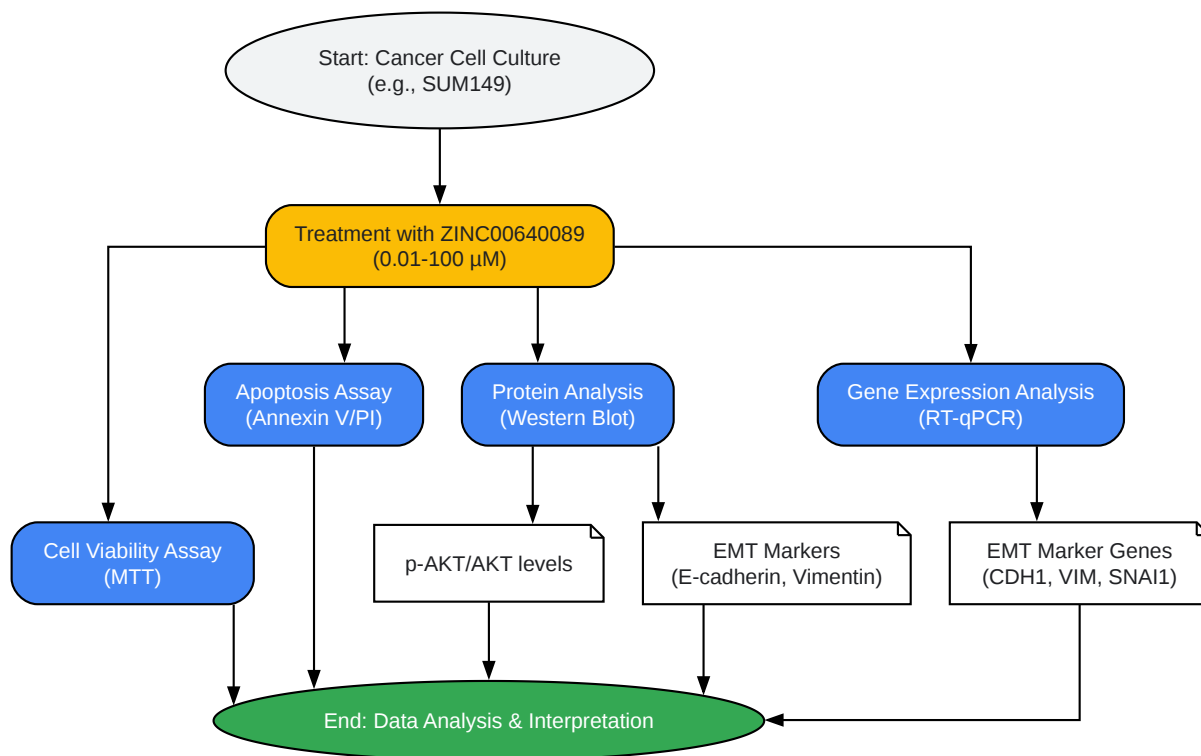 Start: Cancer Cell Culture
(e.g., SUM149)
Treatment with ZINC00640089
(0.01-100 µM)
Apoptosis Assay
(Annexin V/PI)
Protein Analysis
(Western Blot)
Gene Expression Analysis
(RT-qPCR)
Cell Viability Assay
(MTT)
p-AKT/AKT levels
EMT Markers
(E-cadherin, Vimentin)
EMT Marker Genes
(CDH1, VIM, SNAI1)
End: Data Analysis & Interpretation